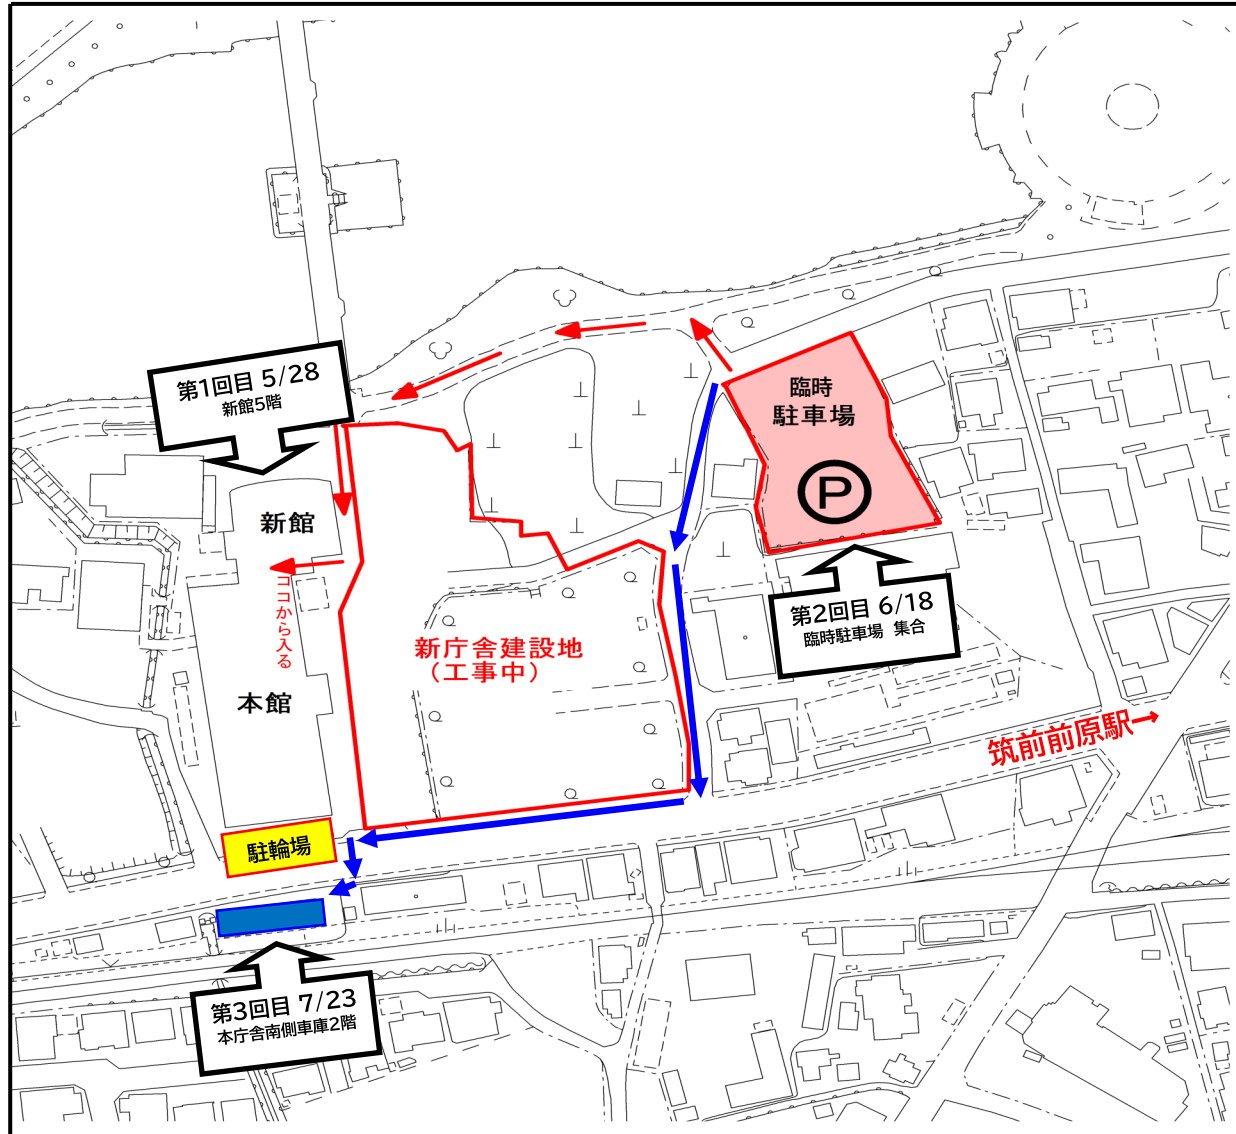 第1回目 5/28
新館5階
臨時
駐車場
P
新館
ココから入る
第2回目 6/18
臨時駐車場 集合
新庁舎建設地
（工事中）
本館
筑前前原駅→
駐輪場
第3回目 7/23
本庁舎南側車庫2階